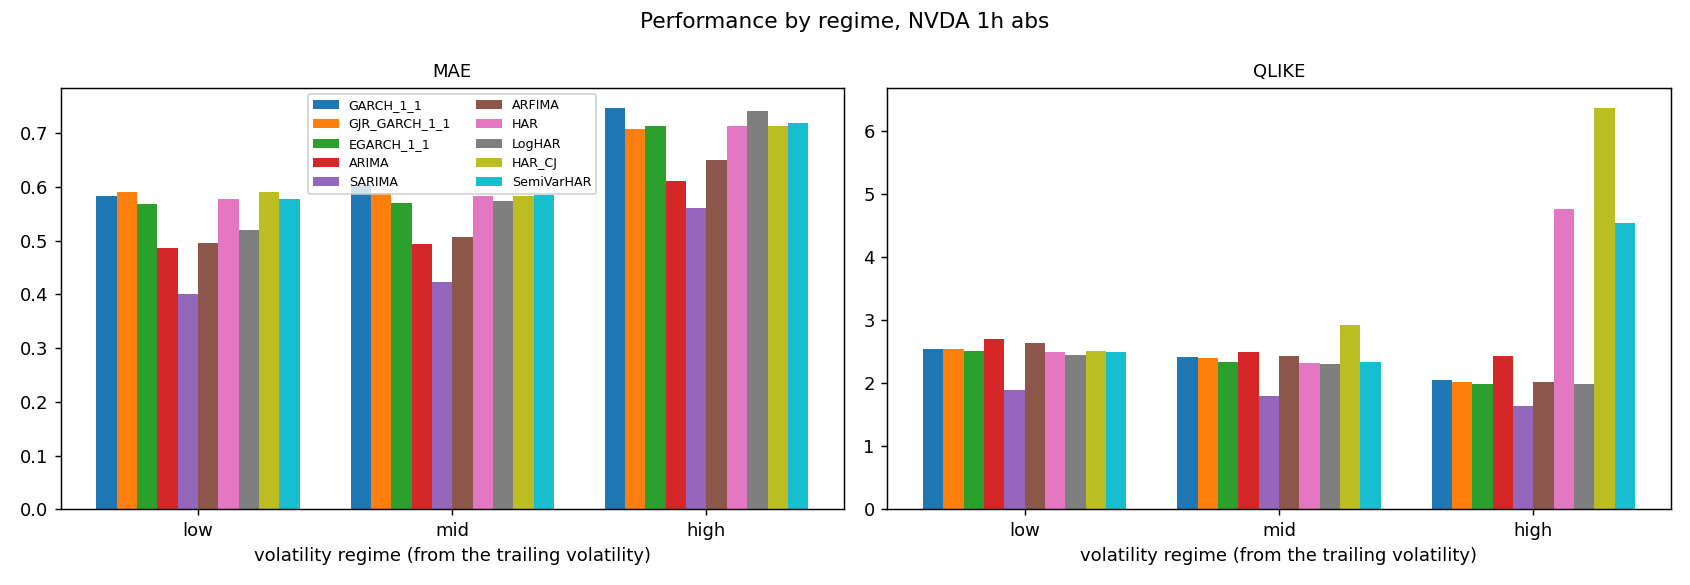 Performance by regime, NVDA 1h abs
MAE
0.7
0.6
0.5
0.4
0.3
0.2
0.1
0.0
GARCH_1_1
GJR_GARCH_1_1
EGARCH_1_1
ARIMA
SARIMA
ARFIMA
HAR
LogHAR
HAR_CJ
SemiVarHAR
low
mid
high
volatility regime (from the trailing volatility)
QLIKE
6
5
4
3
2
1
0
low
mid
high
volatility regime (from the trailing volatility)